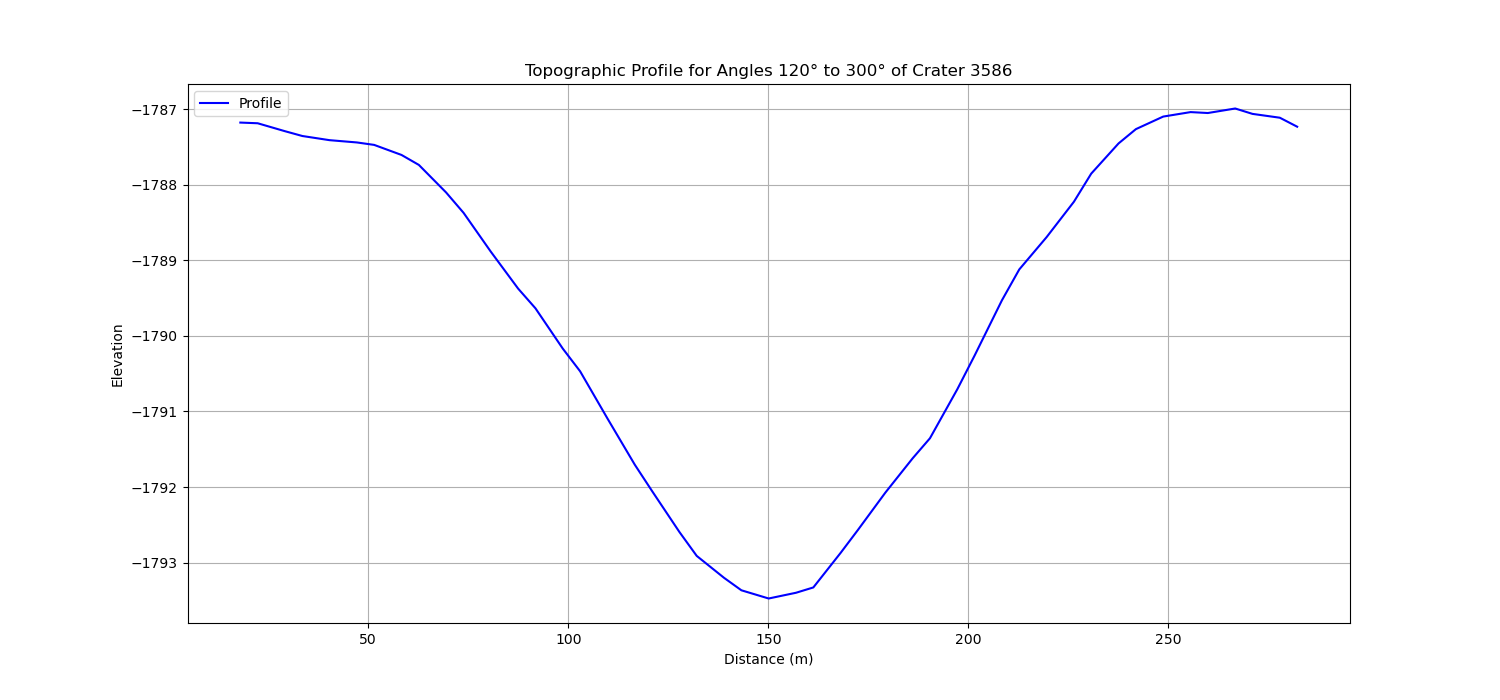 Topographic Profile for Angles 120° to 300° of Crater 3586
Profile
−1787
−1788
−1789
−1790
−1791
−1792
−1793
Elevation
50 100 150 200 250
Distance (m)